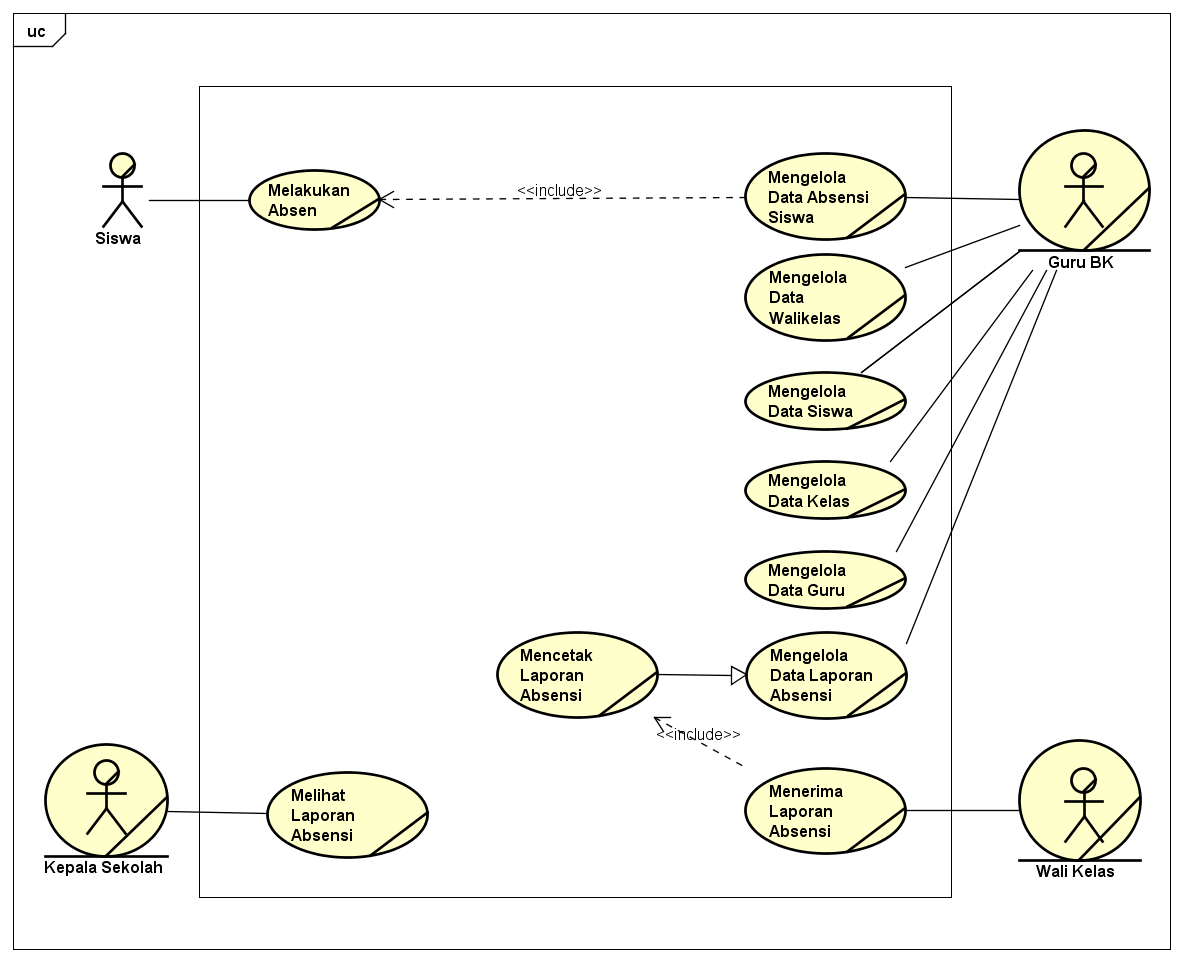 uc
Siswa
Melakukan
Absen
<<include>>
Mengelola
Data Absensi
Siswa
Guru BK
Mengelola
Data
Walikelas
Mengelola
Data Siswa
Mengelola
Data Kelas
Mengelola
Data Guru
Mencetak
Laporan
Absensi
Mengelola
Data Laporan
Absensi
<<include>>
Kepala Sekolah
Melihat
Laporan
Absensi
Menerima
Laporan
Absensi
Wali Kelas